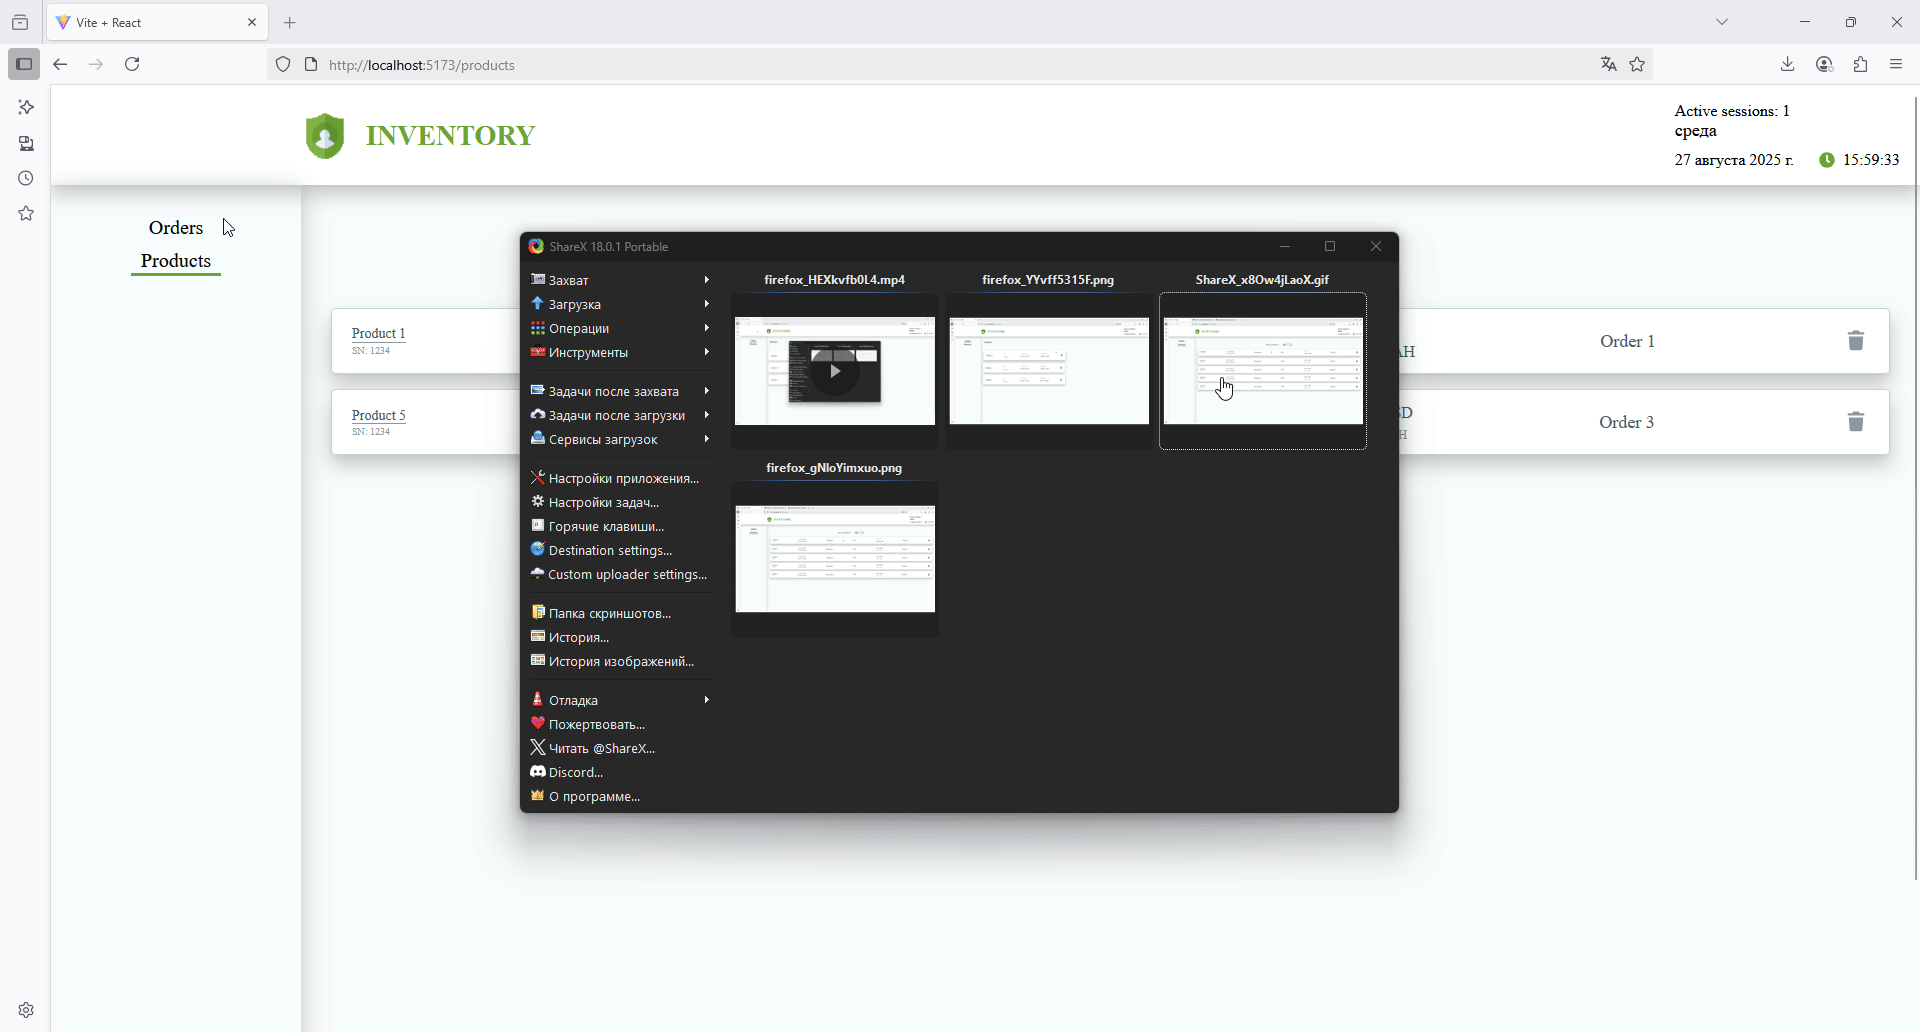 Vite + React
http://localhost:5173/products
INVENTORY
Active sessions: 1
среда
27 августа 2025 г.
15:59:33
Orders
Products
Product 1
SN: 1234
Product 5
SN: 1234
AH
Order 1
SD
H
Order 3
ShareX 18.0.1 Portable
Захват
Загрузка
Операции
Инструменты
Задачи после захвата
Задачи после загрузки
Сервисы загрузок
Настройки приложения...
Настройки задач...
Горячие клавиши...
Destination settings...
Custom uploader settings...
Папка скриншотов...
История...
История изображений...
Отладка
Пожертвовать...
Читать @ShareX...
Discord...
О программе...
firefox_HEXkvfb0L4.mp4
firefox_YYvff5315F.png
ShareX_x8Ow4jLaoX.gif
firefox_gNloYimxuo.png